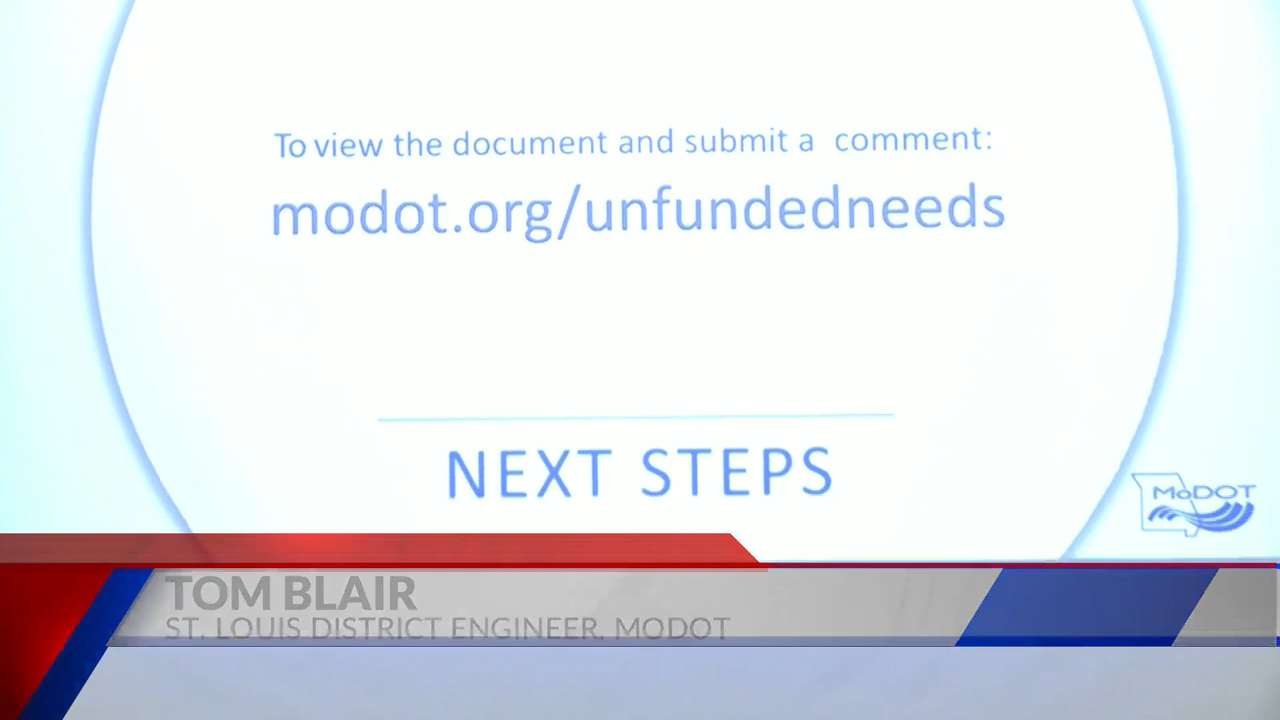 To view the document and submit a comment:
modot.org/unfundedneeds
NEXT STEPS
MoDOT
TOM BLAIR
ST. LOUIS DISTRICT ENGINEER, MODOT